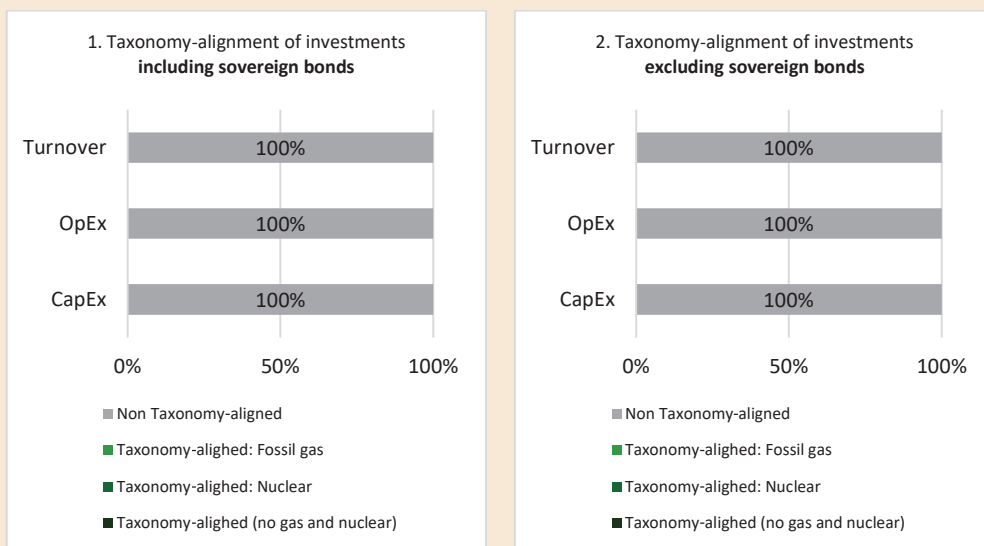 1. Taxonomy-alignment of investments
including sovereign bonds
Turnover
100%
OpEx
100%
CapEx
100%
0%
50%
100%
Non Taxonomy-aligned
Taxonomy-alighed: Fossil gas
Taxonomy-alighed: Nuclear
Taxonomy-alighed (no gas and nuclear)
2. Taxonomy-alignment of investments
excluding sovereign bonds
Turnover
100%
OpEx
100%
CapEx
100%
0%
50%
100%
Non Taxonomy-aligned
Taxonomy-alighed: Fossil gas
Taxonomy-alighed: Nuclear
Taxonomy-alighed (no gas and nuclear)